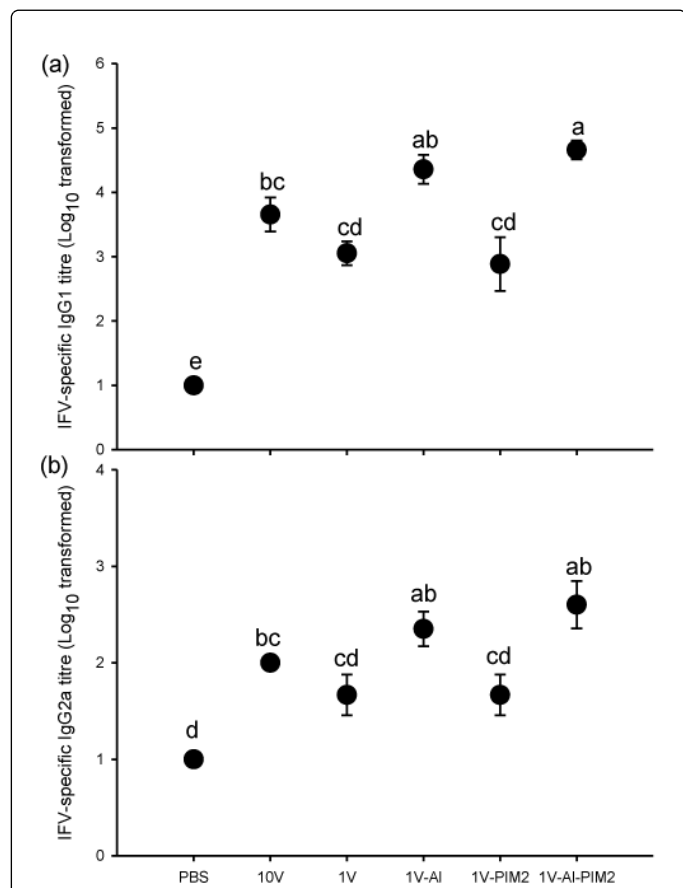 (a)
IFV-specific IgG1 titre (Log10 transformed)
6
5
4
3
2
1
0
e
bc
cd
ab
cd
a
(b)
IFV-specific IgG2a titre (Log10 transformed)
4
3
2
1
0
d
bc
cd
ab
cd
ab
PBS 10V 1V 1V-Al 1V-PIM2 1V-Al-PIM2